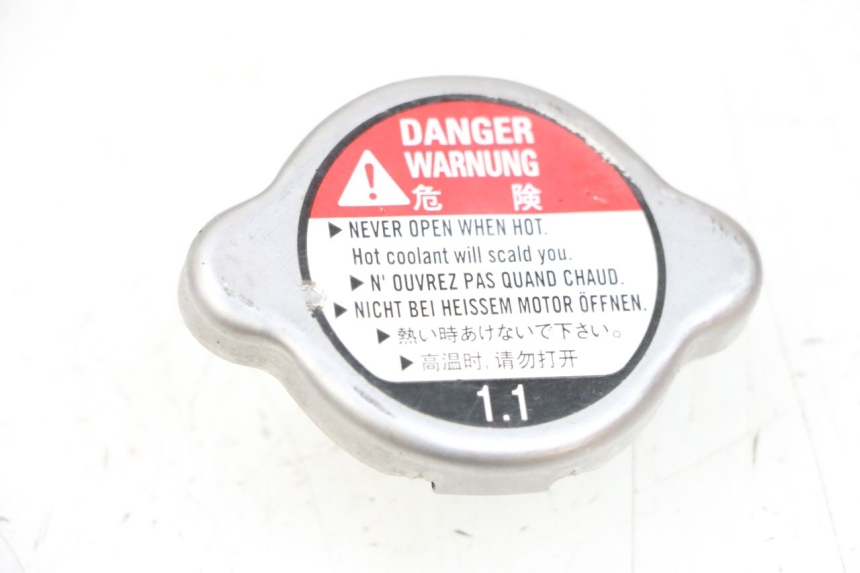 DANGER
WARNUNG
危 険
▶ NEVER OPEN WHEN HOT.
Hot coolant will scald you.
▶ N' OUVREZ PAS QUAND CHAUD.
▶ NICHT BEI HEISSEM MOTOR ÖFFNEN.
▶ 熱い時あけないで下さい。
▶ 高温时, 请勿打开
1.1